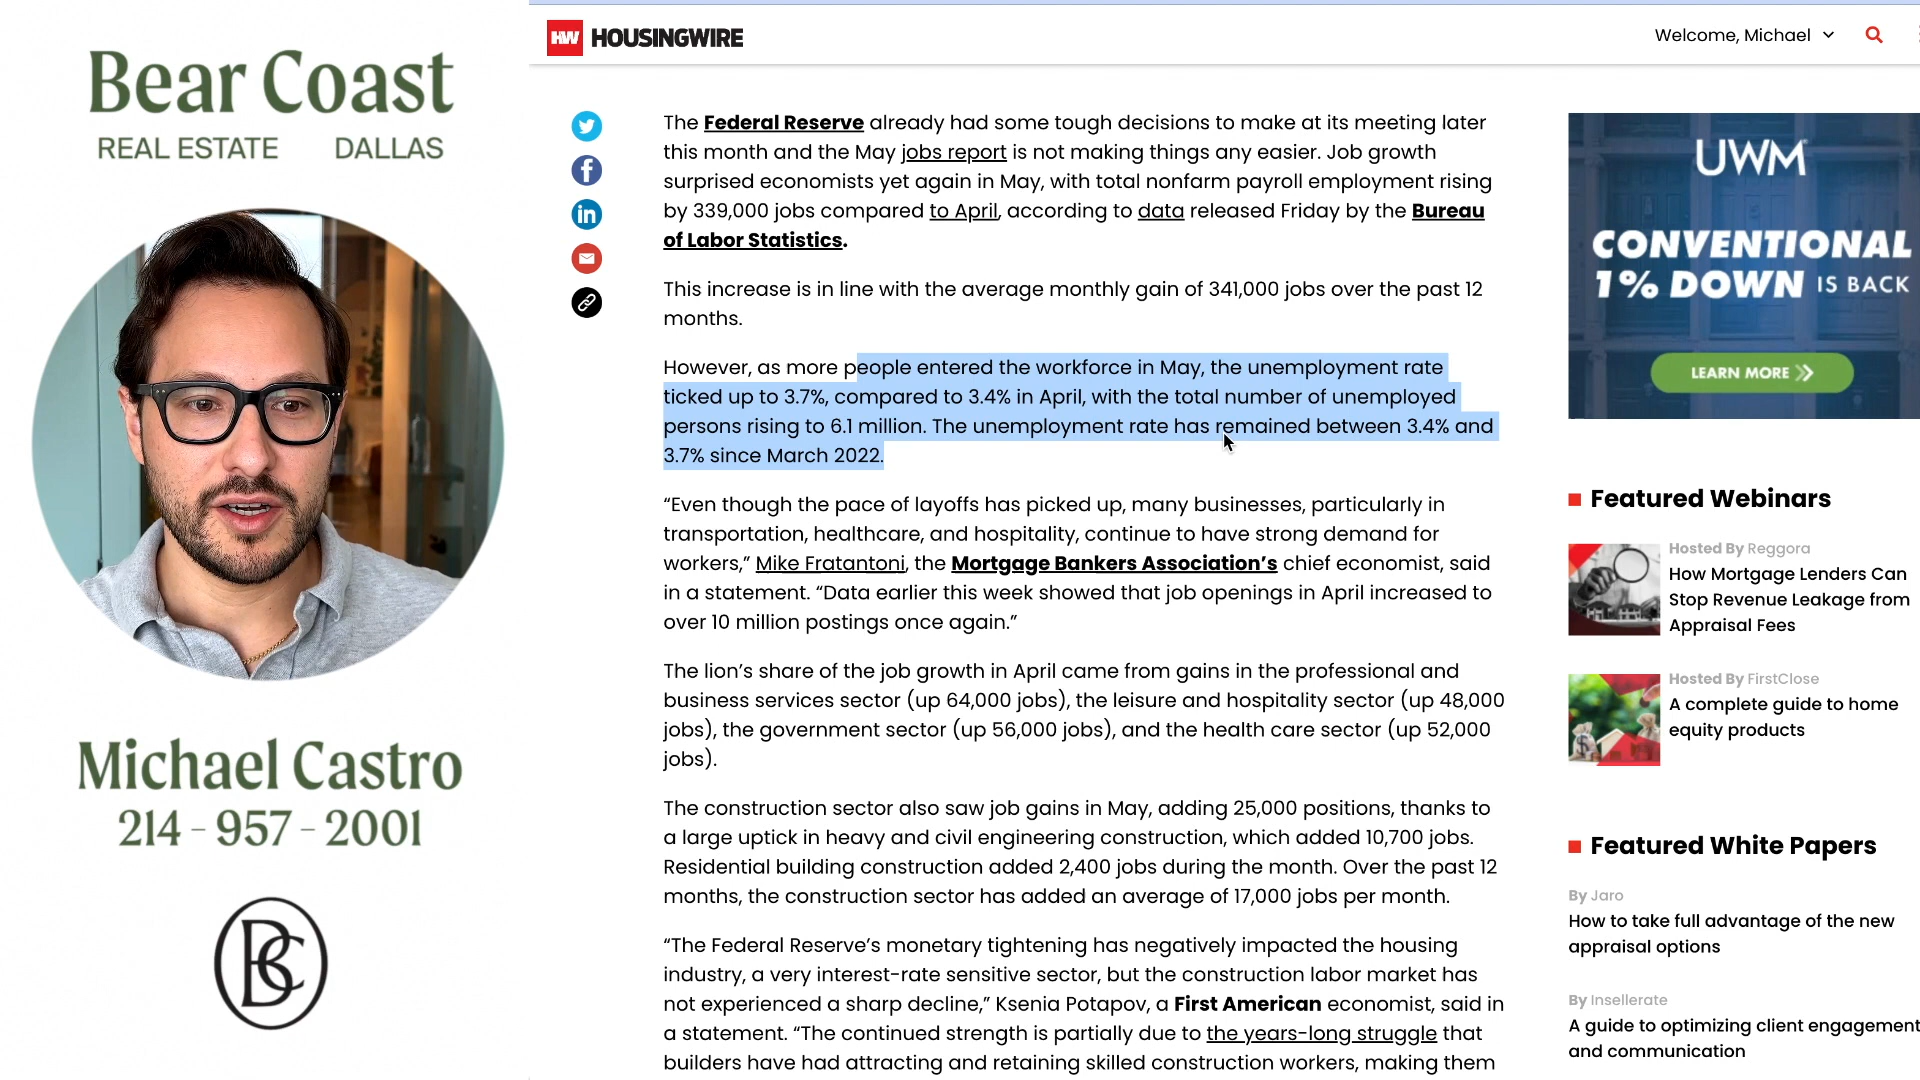 Bear Coast
REAL ESTATE DALLAS
Michael Castro
214 - 957 - 2001
BC
HW HOUSINGWIRE
Welcome, Michael
The Federal Reserve already had some tough decisions to make at its meeting later
this month and the May jobs report is not making things any easier. Job growth
surprised economists yet again in May, with total nonfarm payroll employment rising
by 339,000 jobs compared to April, according to data released Friday by the Bureau
of Labor Statistics.
This increase is in line with the average monthly gain of 341,000 jobs over the past 12
months.
However, as more people entered the workforce in May, the unemployment rate
ticked up to 3.7%, compared to 3.4% in April, with the total number of unemployed
persons rising to 6.1 million. The unemployment rate has remained between 3.4% and
3.7% since March 2022.
“Even though the pace of layoffs has picked up, many businesses, particularly in
transportation, healthcare, and hospitality, continue to have strong demand for
workers,” Mike Fratantoni, the Mortgage Bankers Association’s chief economist, said
in a statement. “Data earlier this week showed that job openings in April increased to
over 10 million postings once again.”
The lion’s share of the job growth in April came from gains in the professional and
business services sector (up 64,000 jobs), the leisure and hospitality sector (up 48,000
jobs), the government sector (up 56,000 jobs), and the health care sector (up 52,000
jobs).
The construction sector also saw job gains in May, adding 25,000 positions, thanks to
a large uptick in heavy and civil engineering construction, which added 10,700 jobs.
Residential building construction added 2,400 jobs during the month. Over the past 12
months, the construction sector has added an average of 17,000 jobs per month.
“The Federal Reserve’s monetary tightening has negatively impacted the housing
industry, a very interest-rate sensitive sector, but the construction labor market has
not experienced a sharp decline,” Ksenia Potapov, a First American economist, said in
a statement. “The continued strength is partially due to the years-long struggle that
builders have had attracting and retaining skilled construction workers, making them
UWM
CONVENTIONAL
1% DOWN IS BACK
LEARN MORE
Featured Webinars
Hosted By Reggora
How Mortgage Lenders Can
Stop Revenue Leakage from
Appraisal Fees
Hosted By FirstClose
A complete guide to home
equity products
Featured White Papers
By Jaro
How to take full advantage of the new
appraisal options
By Insellerate
A guide to optimizing client engagement
and communication